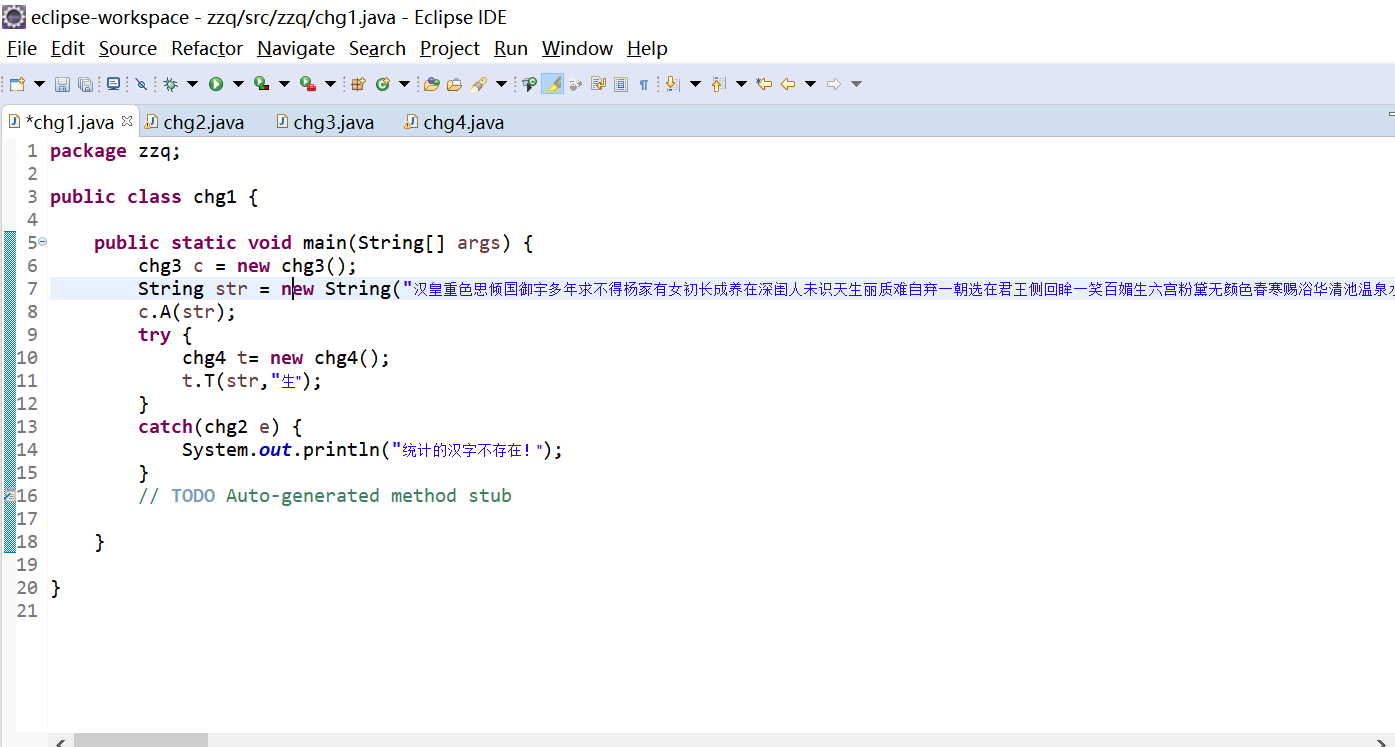 eclipse-workspace - zzq/src/zzq/chg1.java - Eclipse IDE
File Edit Source Refactor Navigate Search Project Run Window Help
*chg1.java chg2.java chg3.java chg4.java
1 package zzq;
2
3 public class chg1 {
4
5 public static void main(String[] args) {
6 chg3 c = new chg3();
7 String str = new String("汉皇重色思倾国御宇多年求不得杨家有女初长成养在深闺人未识天生丽质难自弃一朝选在君王侧回眸一笑百媚生六宫粉黛无颜色春寒赐浴华清池温泉水
8 c.A(str);
9 try {
10 chg4 t= new chg4();
11 t.T(str,"生");
12 }
13 catch(chg2 e) {
14 System.out.println("统计的汉字不存在!");
15 }
16 // TODO Auto-generated method stub
17
18 }
19
20 }
21